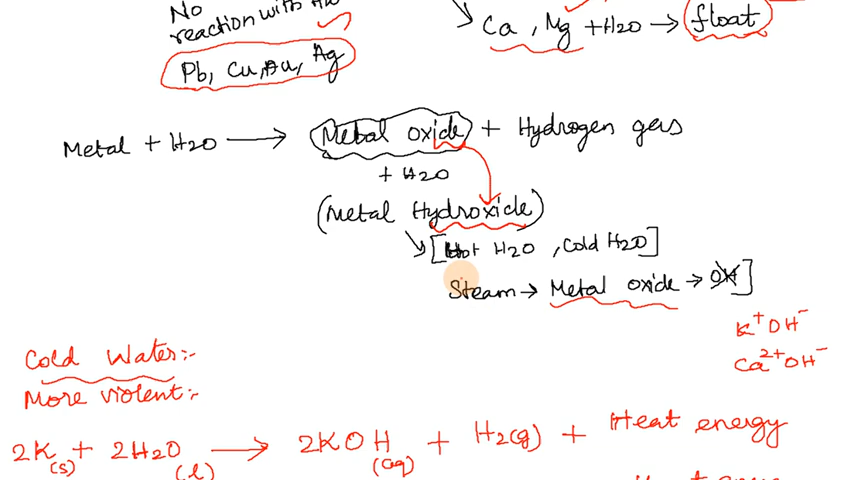 No
reaction with
Pb, Cu, Au, Ag
Ca, Mg + H2O → float
Metal + H2O → Metal oxide + Hydrogen gas
+ H2O
(Metal Hydroxide)
[Hot H2O, Cold H2O]
Steam → Metal oxide → OH]
K⁺OH⁻
Ca²⁺OH⁻
Cold Water:-
More violent:-
2K(s) + 2H2O(l) → 2KOH(aq) + H2(g) + Heat energy
Heat